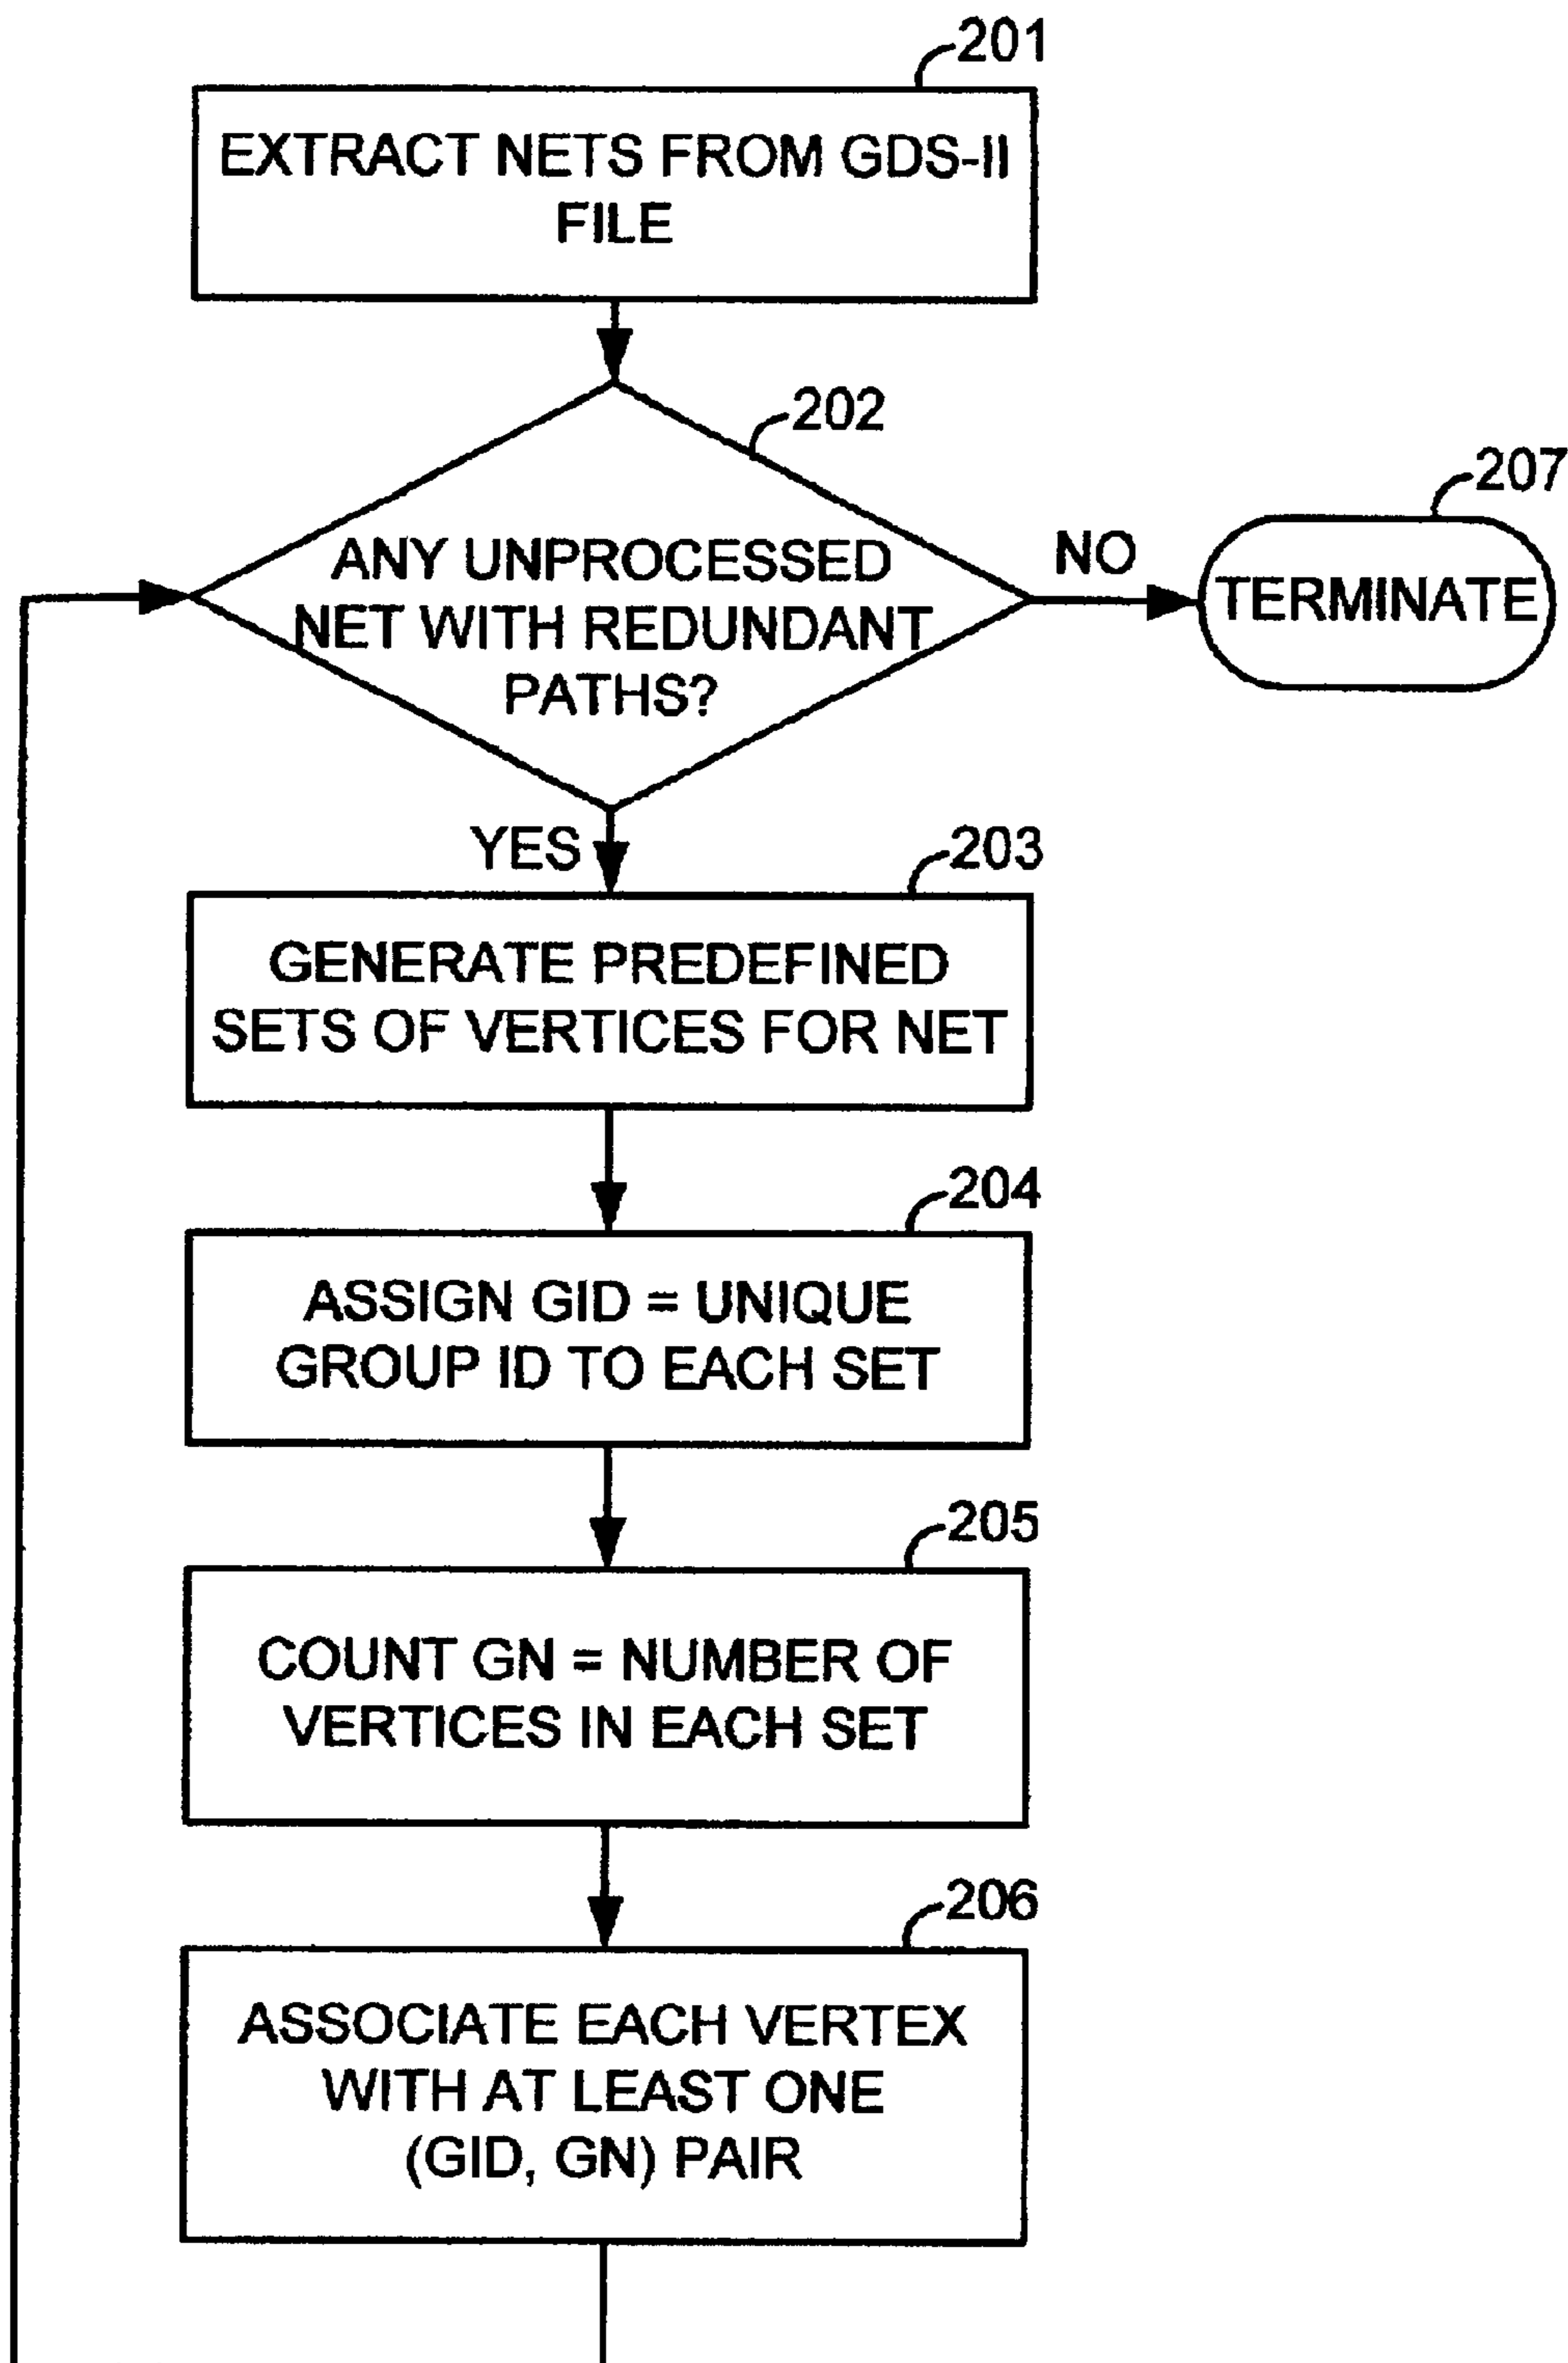 201
EXTRACT NETS FROM GDS-II
FILE
202
ANY UNPROCESSED
NET WITH REDUNDANT
PATHS?
NO
207
TERMINATE
YES
203
GENERATE PREDEFINED
SETS OF VERTICES FOR NET
204
ASSIGN GID = UNIQUE
GROUP ID TO EACH SET
205
COUNT GN = NUMBER OF
VERTICES IN EACH SET
206
ASSOCIATE EACH VERTEX
WITH AT LEAST ONE
(GID, GN) PAIR